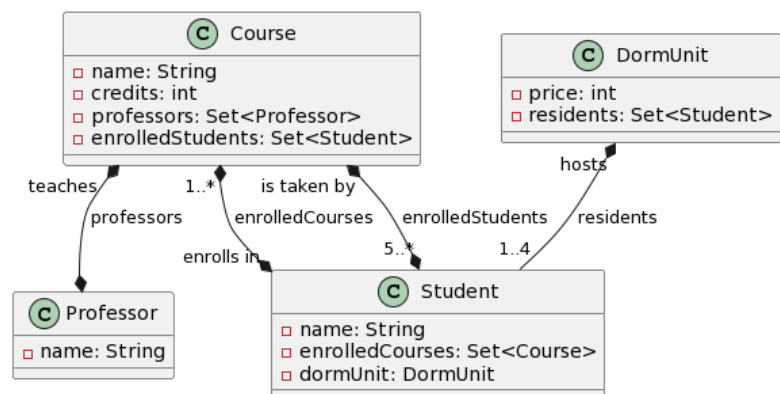 C Course
name: String
credits: int
professors: Set<Professor>
enrolledStudents: Set<Student>
C DormUnit
price: int
residents: Set<Student>
teaches
1..*
is taken by
hosts
professors
enrolledCourses
enrolledStudents
residents
enrolls in
5..*
1..4
C Professor
name: String
C Student
name: String
enrolledCourses: Set<Course>
dormUnit: DormUnit